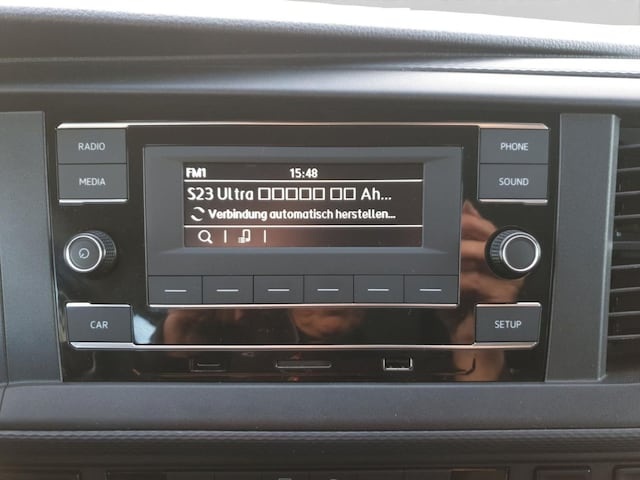 RADIO
MEDIA
PHONE
SOUND
FM1 15:48
S23 Ultra □□□□□ □□ Ah...
Verbindung automatisch herstellen...
CAR
SETUP